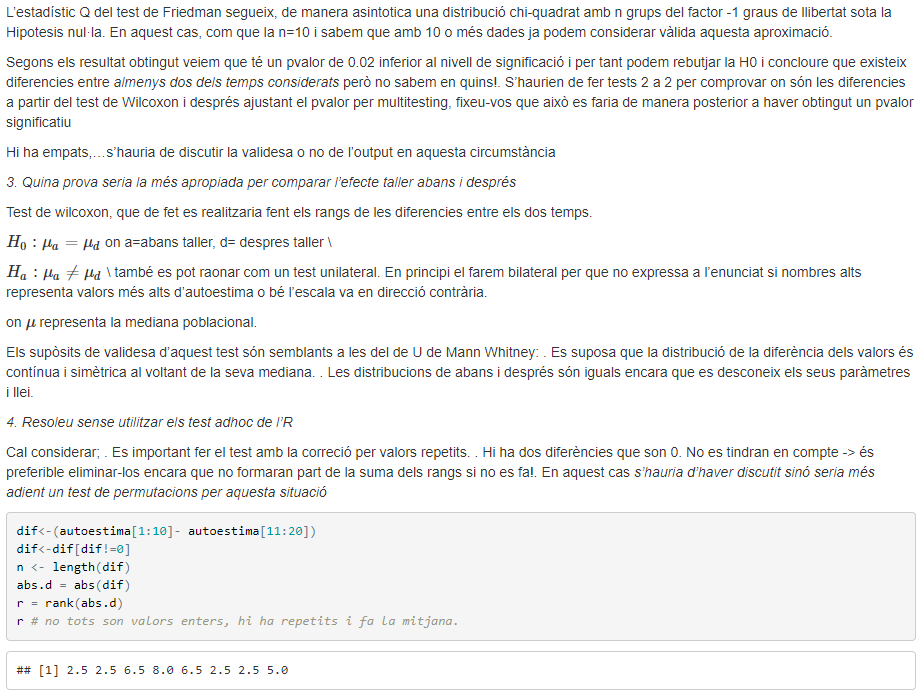 L'estadístic Q del test de Friedman segueix, de manera asintotica una distribució chi-quadrat amb n grups del factor -1 graus de llibertat sota la
Hipotesis nul·la. En aquest cas, com que la n=10 i sabem que amb 10 o més dades ja podem considerar vàlida aquesta aproximació.
Segons els resultat obtingut veiem que té un pvalor de 0.02 inferior al nivell de significació i per tant podem rebutjar la H0 i concloure que existeix
diferencies entre almenys dos dels temps considerats però no sabem en quins!. S'haurien de fer tests 2 a 2 per comprovar on són les diferencies
a partir del test de Wilcoxon i després ajustant el pvalor per multitesting, fixeu-vos que això es faria de manera posterior a haver obtingut un pvalor
significatiu
Hi ha empats,...s'hauria de discutir la validesa o no de l'output en aquesta circumstància
3. Quina prova seria la més apropiada per comparar l'efecte taller abans i després
Test de wilcoxon, que de fet es realitzaria fent els rangs de les diferencies entre els dos temps.
H₀ : μₐ = μ_d on a=abans taller, d= despres taller \
Hₐ : μₐ ≠ μ_d \ també es pot raonar com un test unilateral. En principi el farem bilateral per que no expressa a l'enunciat si nombres alts
representa valors més alts d'autoestima o bé l'escala va en direcció contrària.
on μ representa la mediana poblacional.
Els supòsits de validesa d'aquest test són semblants a les del de U de Mann Whitney: . Es suposa que la distribució de la diferència dels valors és
contínua i simètrica al voltant de la seva mediana. . Les distribucions de abans i després són iguals encara que es desconeix els seus paràmetres
i llei.
4. Resoleu sense utilitzar els test adhoc de l'R
Cal considerar; . Es important fer el test amb la correció per valors repetits. . Hi ha dos diferències que son 0. No es tindran en compte -> és
preferible eliminar-los encara que no formaran part de la suma dels rangs si no es fa!. En aquest cas s'hauria d'haver discutit sinó seria més
adient un test de permutacions per aquesta situació
dif<-(autoestima[1:10]- autoestima[11:20])
dif<-dif[dif!=0]
n <- length(dif)
abs.d = abs(dif)
r = rank(abs.d)
r # no tots son valors enters, hi ha repetits i fa la mitjana.
## [1] 2.5 2.5 6.5 8.0 6.5 2.5 2.5 5.0